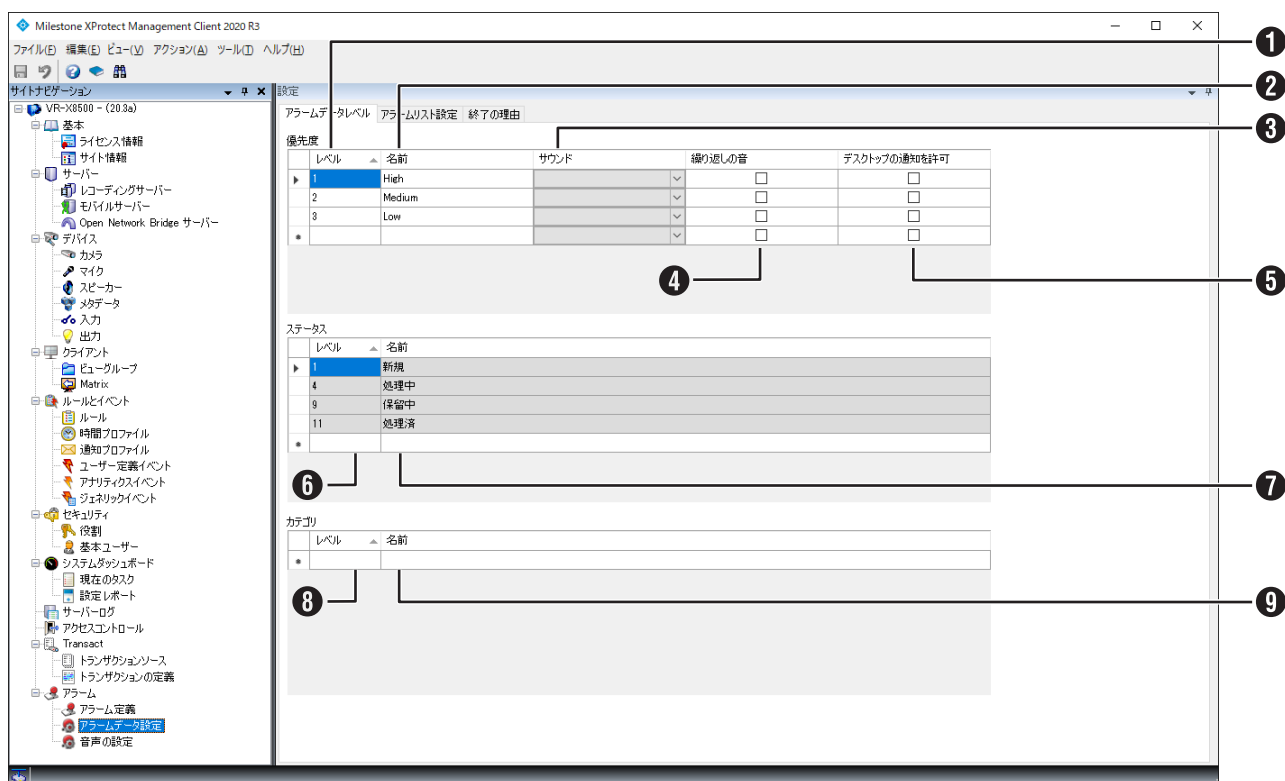 Milestone XProtect Management Client 2020 R3
ファイル(F) 編集(E) ビュー(V) アクション(A) ツール(T) ヘルプ(H)
サイトナビゲーション
VR-X8500 - (20.3a)
基本
ライセンス情報
サイト情報
サーバー
レコーディングサーバー
モバイルサーバー
Open Network Bridge サーバー
デバイス
カメラ
マイク
スピーカー
メタデータ
入力
出力
クライアント
ビューグループ
Matrix
ルールとイベント
ルール
時間プロファイル
通知プロファイル
ユーザー定義イベント
アナリティクスイベント
ジェネリックイベント
セキュリティ
役割
基本ユーザー
システムダッシュボード
現在のタスク
設定レポート
サーバーログ
アクセスコントロール
Transact
トランザクションソース
トランザクションの定義
アラーム
アラーム定義
アラームデータ設定
音声の設定
設定
アラームデータレベル アラームリスト設定 終了の理由
優先度
レベル 名前 サウンド 繰り返しの音 デスクトップの通知を許可
1 High
2 Medium
3 Low
ステータス
レベル 名前
1 新規
4 処理中
9 保留中
11 処理済
カテゴリ
レベル 名前
❶
❷
❸
❹
❺
❻
❼
❽
❾